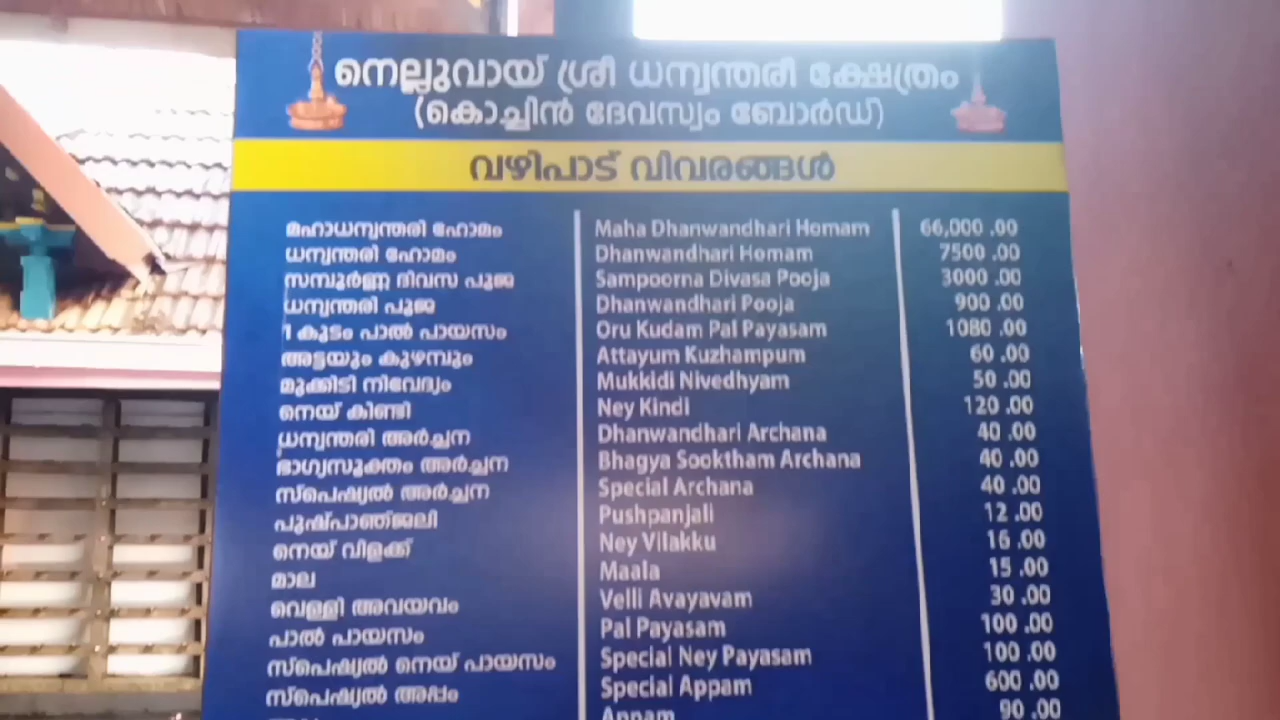 നെല്ലുവായ് ശ്രീ ധന്വന്തരീ ക്ഷേത്രം
(കൊച്ചിൻ ദേവസ്വം ബോർഡ്)
വഴിപാട് വിവരങ്ങൾ
മഹാധന്വന്തരി ഹോമം Maha Dhanwandhari Homam 66,000 .00
ധന്വന്തരി ഹോമം Dhanwandhari Homam 7500 .00
സമ്പൂർണ്ണ ദിവസ പൂജ Sampoorna Divasa Pooja 3000 .00
ധന്വന്തരി പൂജ Dhanwandhari Pooja 900 .00
1 കുടം പാൽ പായസം Oru Kudam Pal Payasam 1080 .00
അട്ടയും കുഴമ്പും Attayum Kuzhampum 60 .00
മുക്കിടി നിവേദ്യം Mukkidi Nivedhyam 50 .00
നെയ് കിണ്ടി Ney Kindi 120 .00
ധന്വന്തരി അർച്ചന Dhanwandhari Archana 40 .00
ഭാഗ്യസൂക്തം അർച്ചന Bhagya Sooktham Archana 40 .00
സ്പെഷ്യൽ അർച്ചന Special Archana 40 .00
പുഷ്പാഞ്ജലി Pushpanjali 12 .00
നെയ് വിളക്ക് Ney Vilakku 16 .00
മാല Maala 15 .00
വെള്ളി അവയവം Velli Avayavam 30 .00
പാൽ പായസം Pal Payasam 100 .00
സ്പെഷ്യൽ നെയ് പായസം Special Ney Payasam 100 .00
സ്പെഷ്യൽ അപ്പം Special Appam 600 .00
Appam 90 .00